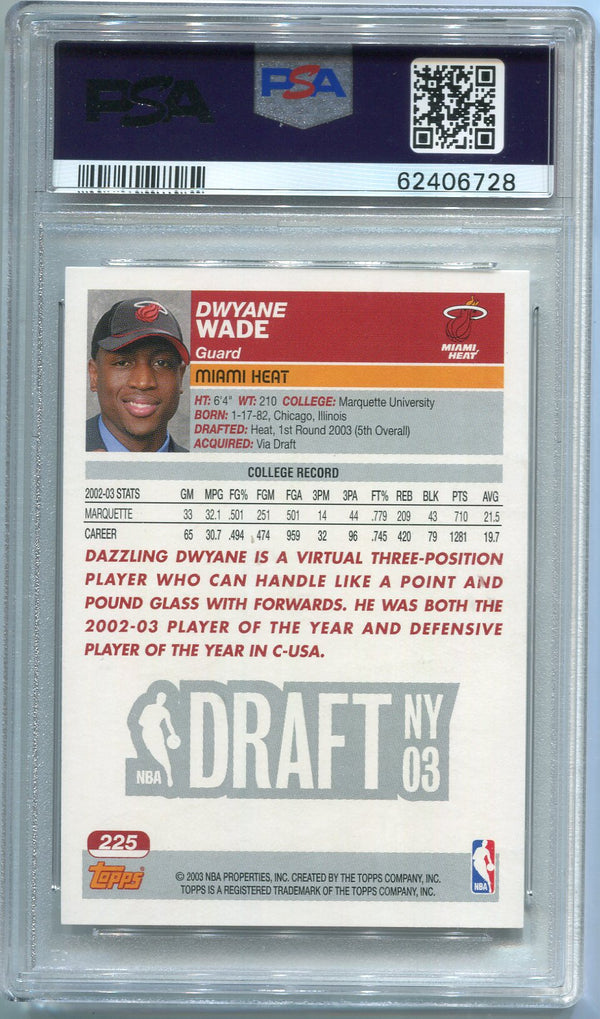 PSA PSA
62406728
DWYANE
WADE
Guard
MIAMI
HEAT
MIAMI HEAT
HT: 6'4" WT: 210 COLLEGE: Marquette University
BORN: 1-17-82, Chicago, Illinois
DRAFTED: Heat, 1st Round 2003 (5th Overall)
ACQUIRED: Via Draft
COLLEGE RECORD
2002-03 STATS GM MPG FG% FGM FGA 3PM 3PA FT% REB BLK PTS AVG
MARQUETTE 33 32.1 .501 251 501 14 44 .779 209 43 710 21.5
CAREER 65 30.7 .494 474 959 32 96 .745 420 79 1281 19.7
DAZZLING DWYANE IS A VIRTUAL THREE-POSITION
PLAYER WHO CAN HANDLE LIKE A POINT AND
POUND GLASS WITH FORWARDS. HE WAS BOTH THE
2002-03 PLAYER OF THE YEAR AND DEFENSIVE
PLAYER OF THE YEAR IN C-USA.
NBA DRAFT NY 03
225
Topps
© 2003 NBA PROPERTIES, INC. CREATED BY THE TOPPS COMPANY, INC.
TOPPS IS A REGISTERED TRADEMARK OF THE TOPPS COMPANY, INC.
NBA